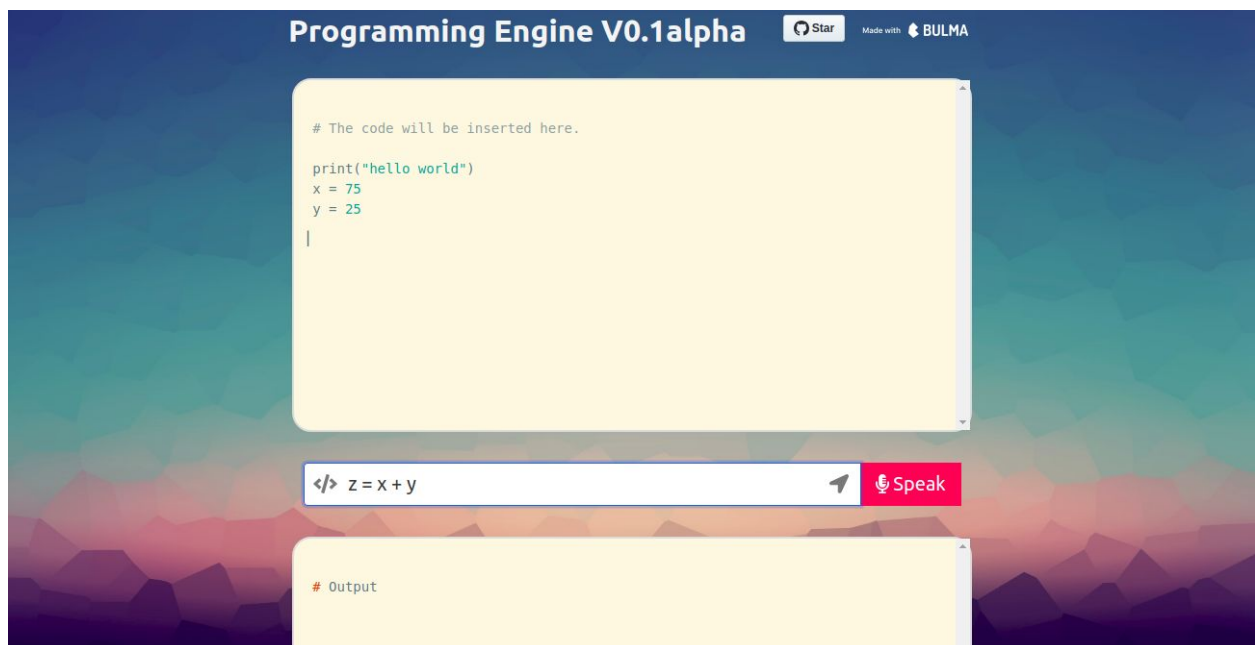 Programming Engine V0.1alpha
Star
Made with BULMA
# The code will be inserted here.
print("hello world")
x = 75
y = 25
</> z = x + y
Speak
# Output